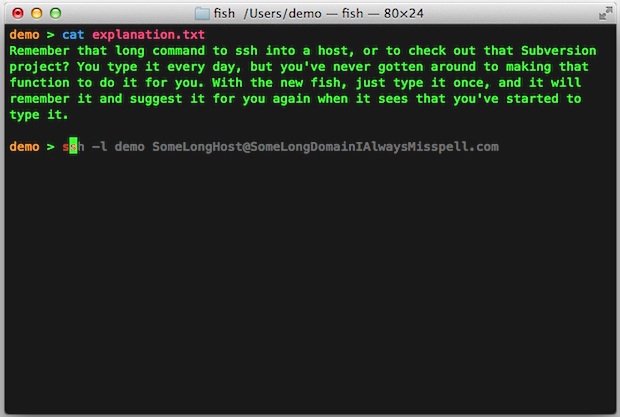 fish /Users/demo — fish — 80×24
demo > cat explanation.txt
Remember that long command to ssh into a host, or to check out that Subversion
project? You type it every day, but you've never gotten around to making that
function to do it for you. With the new fish, just type it once, and it will
remember it and suggest it for you again when it sees that you've started to
type it.
demo > ssh -l demo SomeLongHost@SomeLongDomainIAlwaysMisspell.com